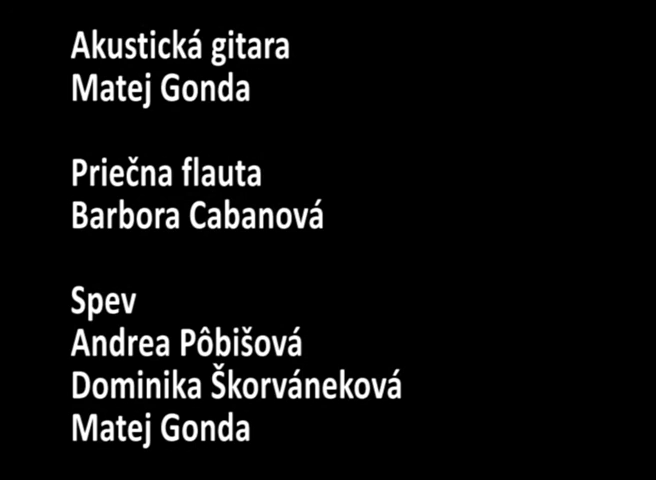 Akustická gitara
Matej Gonda
Priečna flauta
Barbora Cabanová
Spev
Andrea Pôbišová
Dominika Škorváneková
Matej Gonda